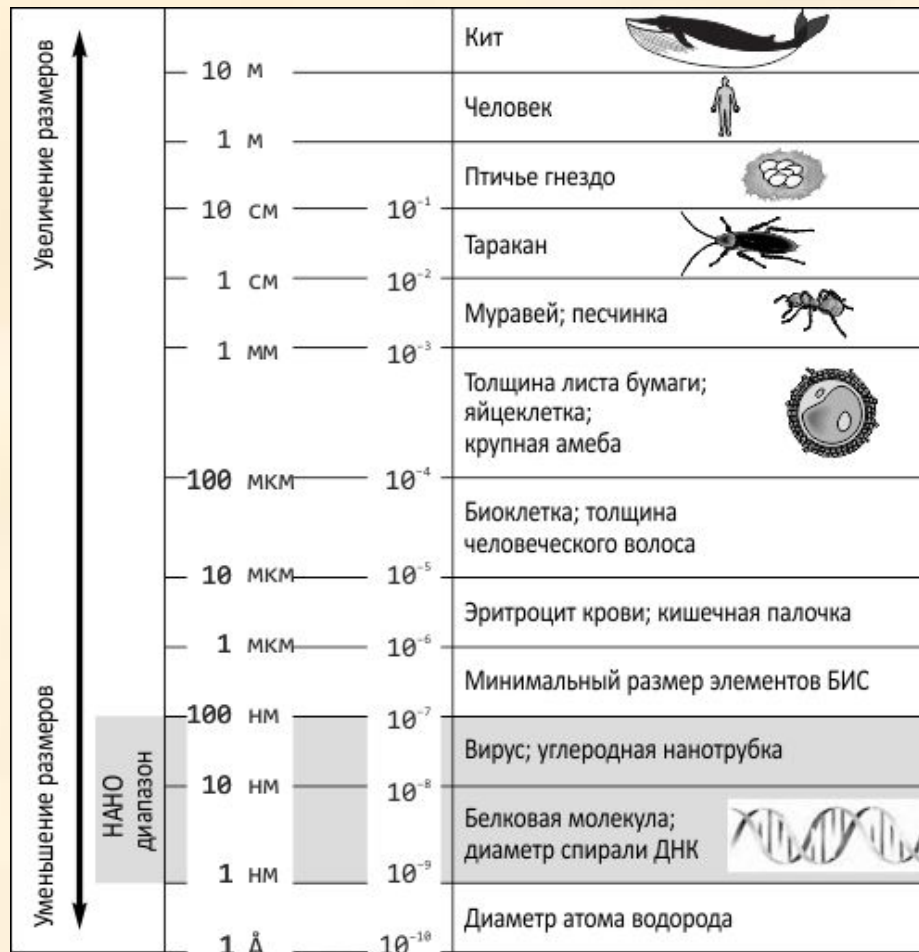 Увеличение размеров
Уменьшение размеров
НАНО
диапазон
Кит
10 м
Человек
1 м
Птичье гнездо
10 см 10⁻¹
Таракан
1 см 10⁻²
Муравей; песчинка
1 мм 10⁻³
Толщина листа бумаги;
яйцеклетка;
крупная амеба
100 мкм 10⁻⁴
Биоклетка; толщина
человеческого волоса
10 мкм 10⁻⁵
Эритроцит крови; кишечная палочка
1 мкм 10⁻⁶
Минимальный размер элементов БИС
100 нм 10⁻⁷
Вирус; углеродная нанотрубка
10 нм 10⁻⁸
Белковая молекула;
диаметр спирали ДНК
1 нм 10⁻⁹
Диаметр атома водорода
1 Å 10⁻¹⁰